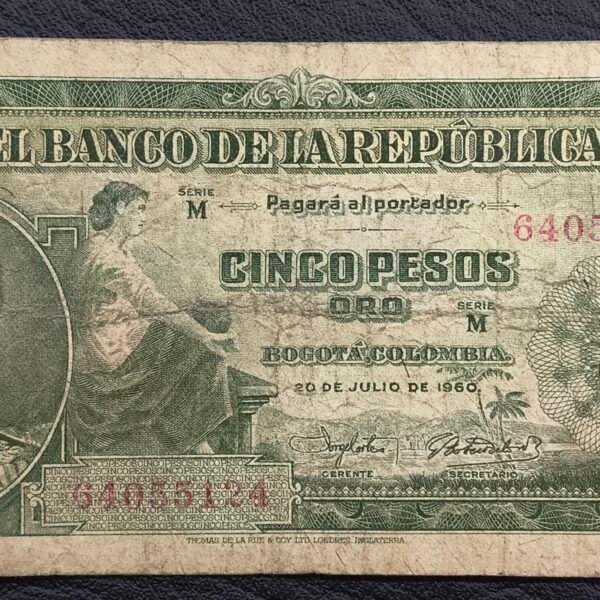 EL BANCO DE LA REPÚBLICA
SERIE
M
Pagará al portador
6405
CINCO PESOS
ORO
SERIE
M
BOGOTÁ, COLOMBIA.
20 DE JULIO DE 1960
GERENTE
SECRETARIO
64055124
THOMAS DE LA RUE & COY. LTD. LONDRES. INGLATERRA.